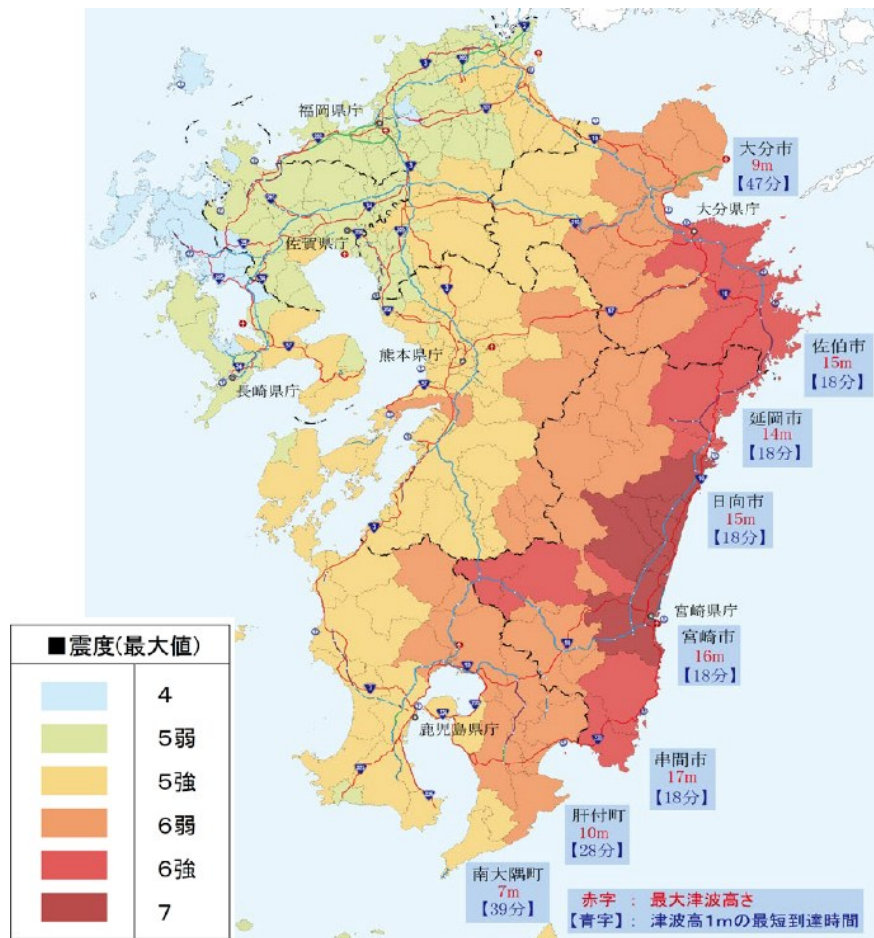 福岡県庁
大分市
9m
【47分】
大分県庁
佐賀県庁
熊本県庁
長崎県庁
佐伯市
15m
【18分】
延岡市
14m
【18分】
日向市
15m
【18分】
宮崎県庁
宮崎市
16m
【18分】
■震度(最大値)
4
5弱
5強
6弱
6強
7
鹿児島県庁
串間市
17m
【18分】
肝付町
10m
【28分】
南大隅町
7m
【39分】
赤字 : 最大津波高さ
【青字】 : 津波高1mの最短到達時間